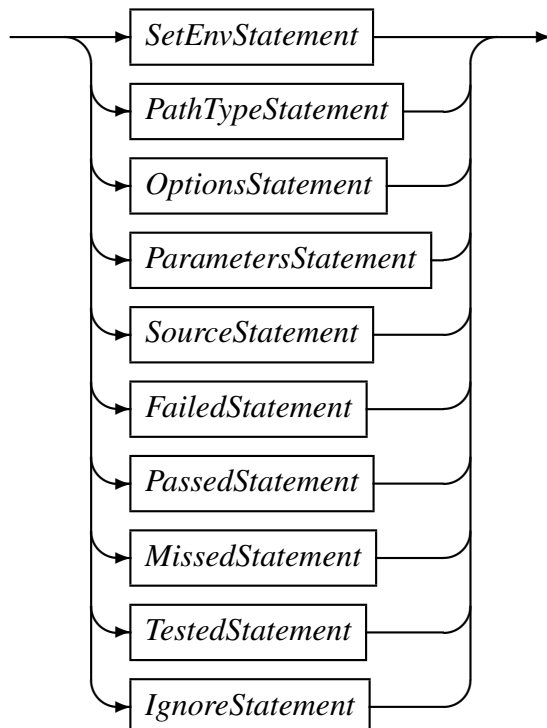 SetEnvStatement
PathTypeStatement
OptionsStatement
ParametersStatement
SourceStatement
FailedStatement
PassedStatement
MissedStatement
TestedStatement
IgnoreStatement